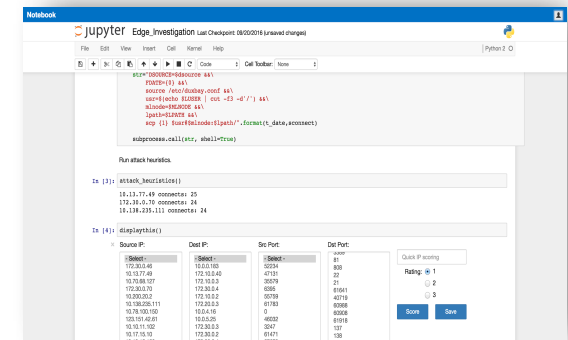 Notebook
jupyter Edge_Investigation Last Checkpoint: 09/20/2016 (unsaved changes)
File Edit View Insert Cell Kernel Help Python 2
Code Cell Toolbar: None
str="DSOURCE=$dsource &&\
FDATE={0} &&\
source /etc/duxbay.conf &&\
usr=$(echo $LUSER | cut -f3 -d'/') &&\
mlnode=$MLNODE &&\
lpath=$LPATH &&\
scp {1} $usr@$mlnode:$lpath/".format(t_date,sconnect)
subprocess.call(str, shell=True)
Run attack heuristics.
In [3]: attack_heuristics()
10.13.77.49 connects: 25
172.30.0.70 connects: 24
10.138.235.111 connects: 24
In [4]: displaythis()
Source IP: Dest IP: Src Port: Dst Port:
- Select - - Select - - Select - 3389
172.30.0.46 10.0.0.183 52234 81
10.13.77.49 172.10.0.40 47131 808
10.70.68.127 172.10.0.3 35579 22
172.30.0.70 172.30.0.4 6395 21
10.200.20.2 172.10.0.2 55759 61641
10.138.235.111 172.20.0.3 61783 40719
10.78.100.150 10.0.4.16 0 60988
123.151.42.61 10.0.5.25 46032 60908
10.10.11.102 172.30.0.3 3247 61918
10.17.15.10 172.30.0.2 61471 137
138
Quick IP scoring
Rating: 1
2
3
Score Save